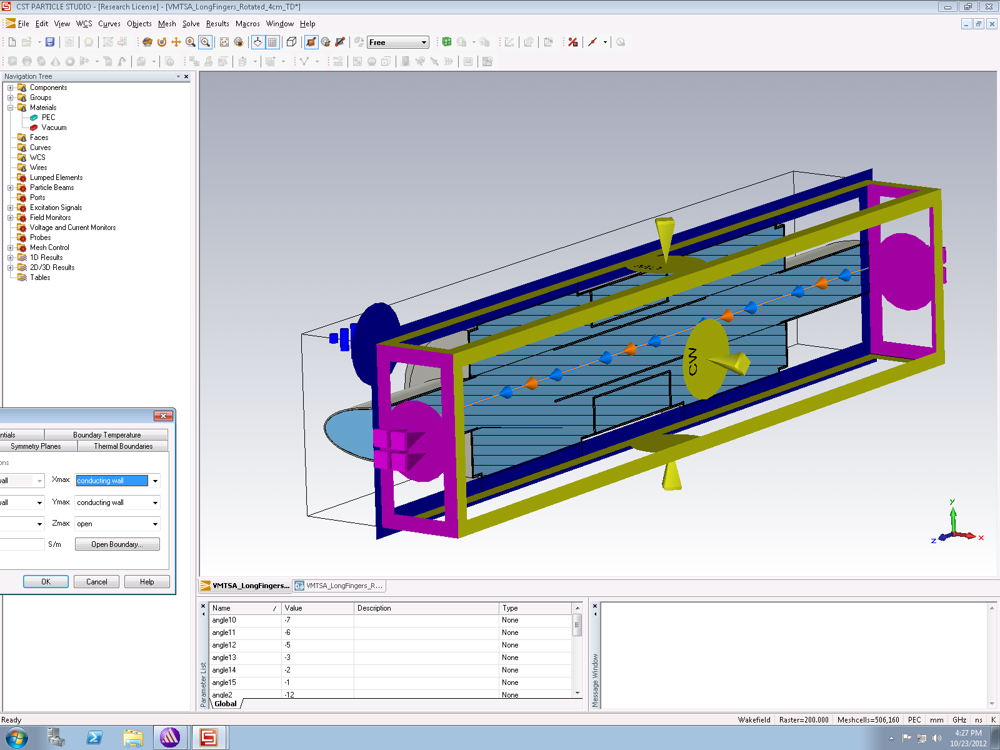 CST PARTICLE STUDIO - [Research License] - [VMTSA_LongFingers_Rotated_4cm_TD*]
File Edit View WCS Curves Objects Mesh Solve Results Macros Window Help
Free
Navigation Tree
Components
Groups
Materials
PEC
Vacuum
Faces
Curves
WCS
Wires
Lumped Elements
Particle Beams
Ports
Excitation Signals
Field Monitors
Voltage and Current Monitors
Probes
Mesh Control
1D Results
2D/3D Results
Tables
ntials Boundary Temperature
Symmetry Planes Thermal Boundaries
ons
vall Xmax: conducting wall
vall Ymax: conducting wall
Zmax: open
S/m Open Boundary...
OK Cancel Help
CW
y
z
x
VMTSA_LongFingers... VMTSA_LongFingers_R...
Name / Value Description Type
angle10 -7 None
angle11 -6 None
angle12 -5 None
angle13 -3 None
angle14 -2 None
angle15 -1 None
angle2 -12 None
Global
Parameter List
Message Window
Ready Wakefield Raster=200.000 Meshcells=506,160 PEC mm GHz ns K
4:27 PM
10/23/2012